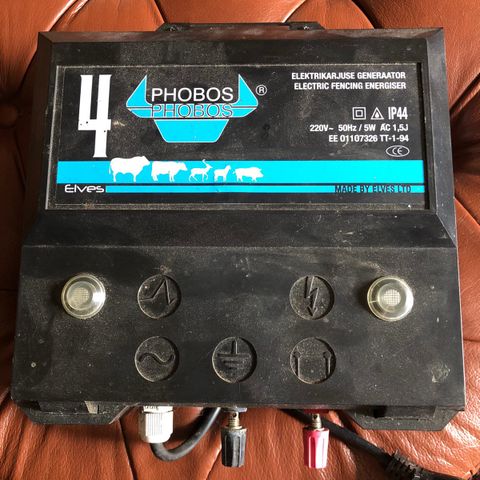 4
PHOBOS ®
PHOBOS
ELEKTRIKARJUSE GENERAATOR
ELECTRIC FENCING ENERGISER
IP44
220V~ 50Hz / 5W AC 1,5J
EE 01107326 TT-1-94
CE
Elves
MADE BY ELVES LTD